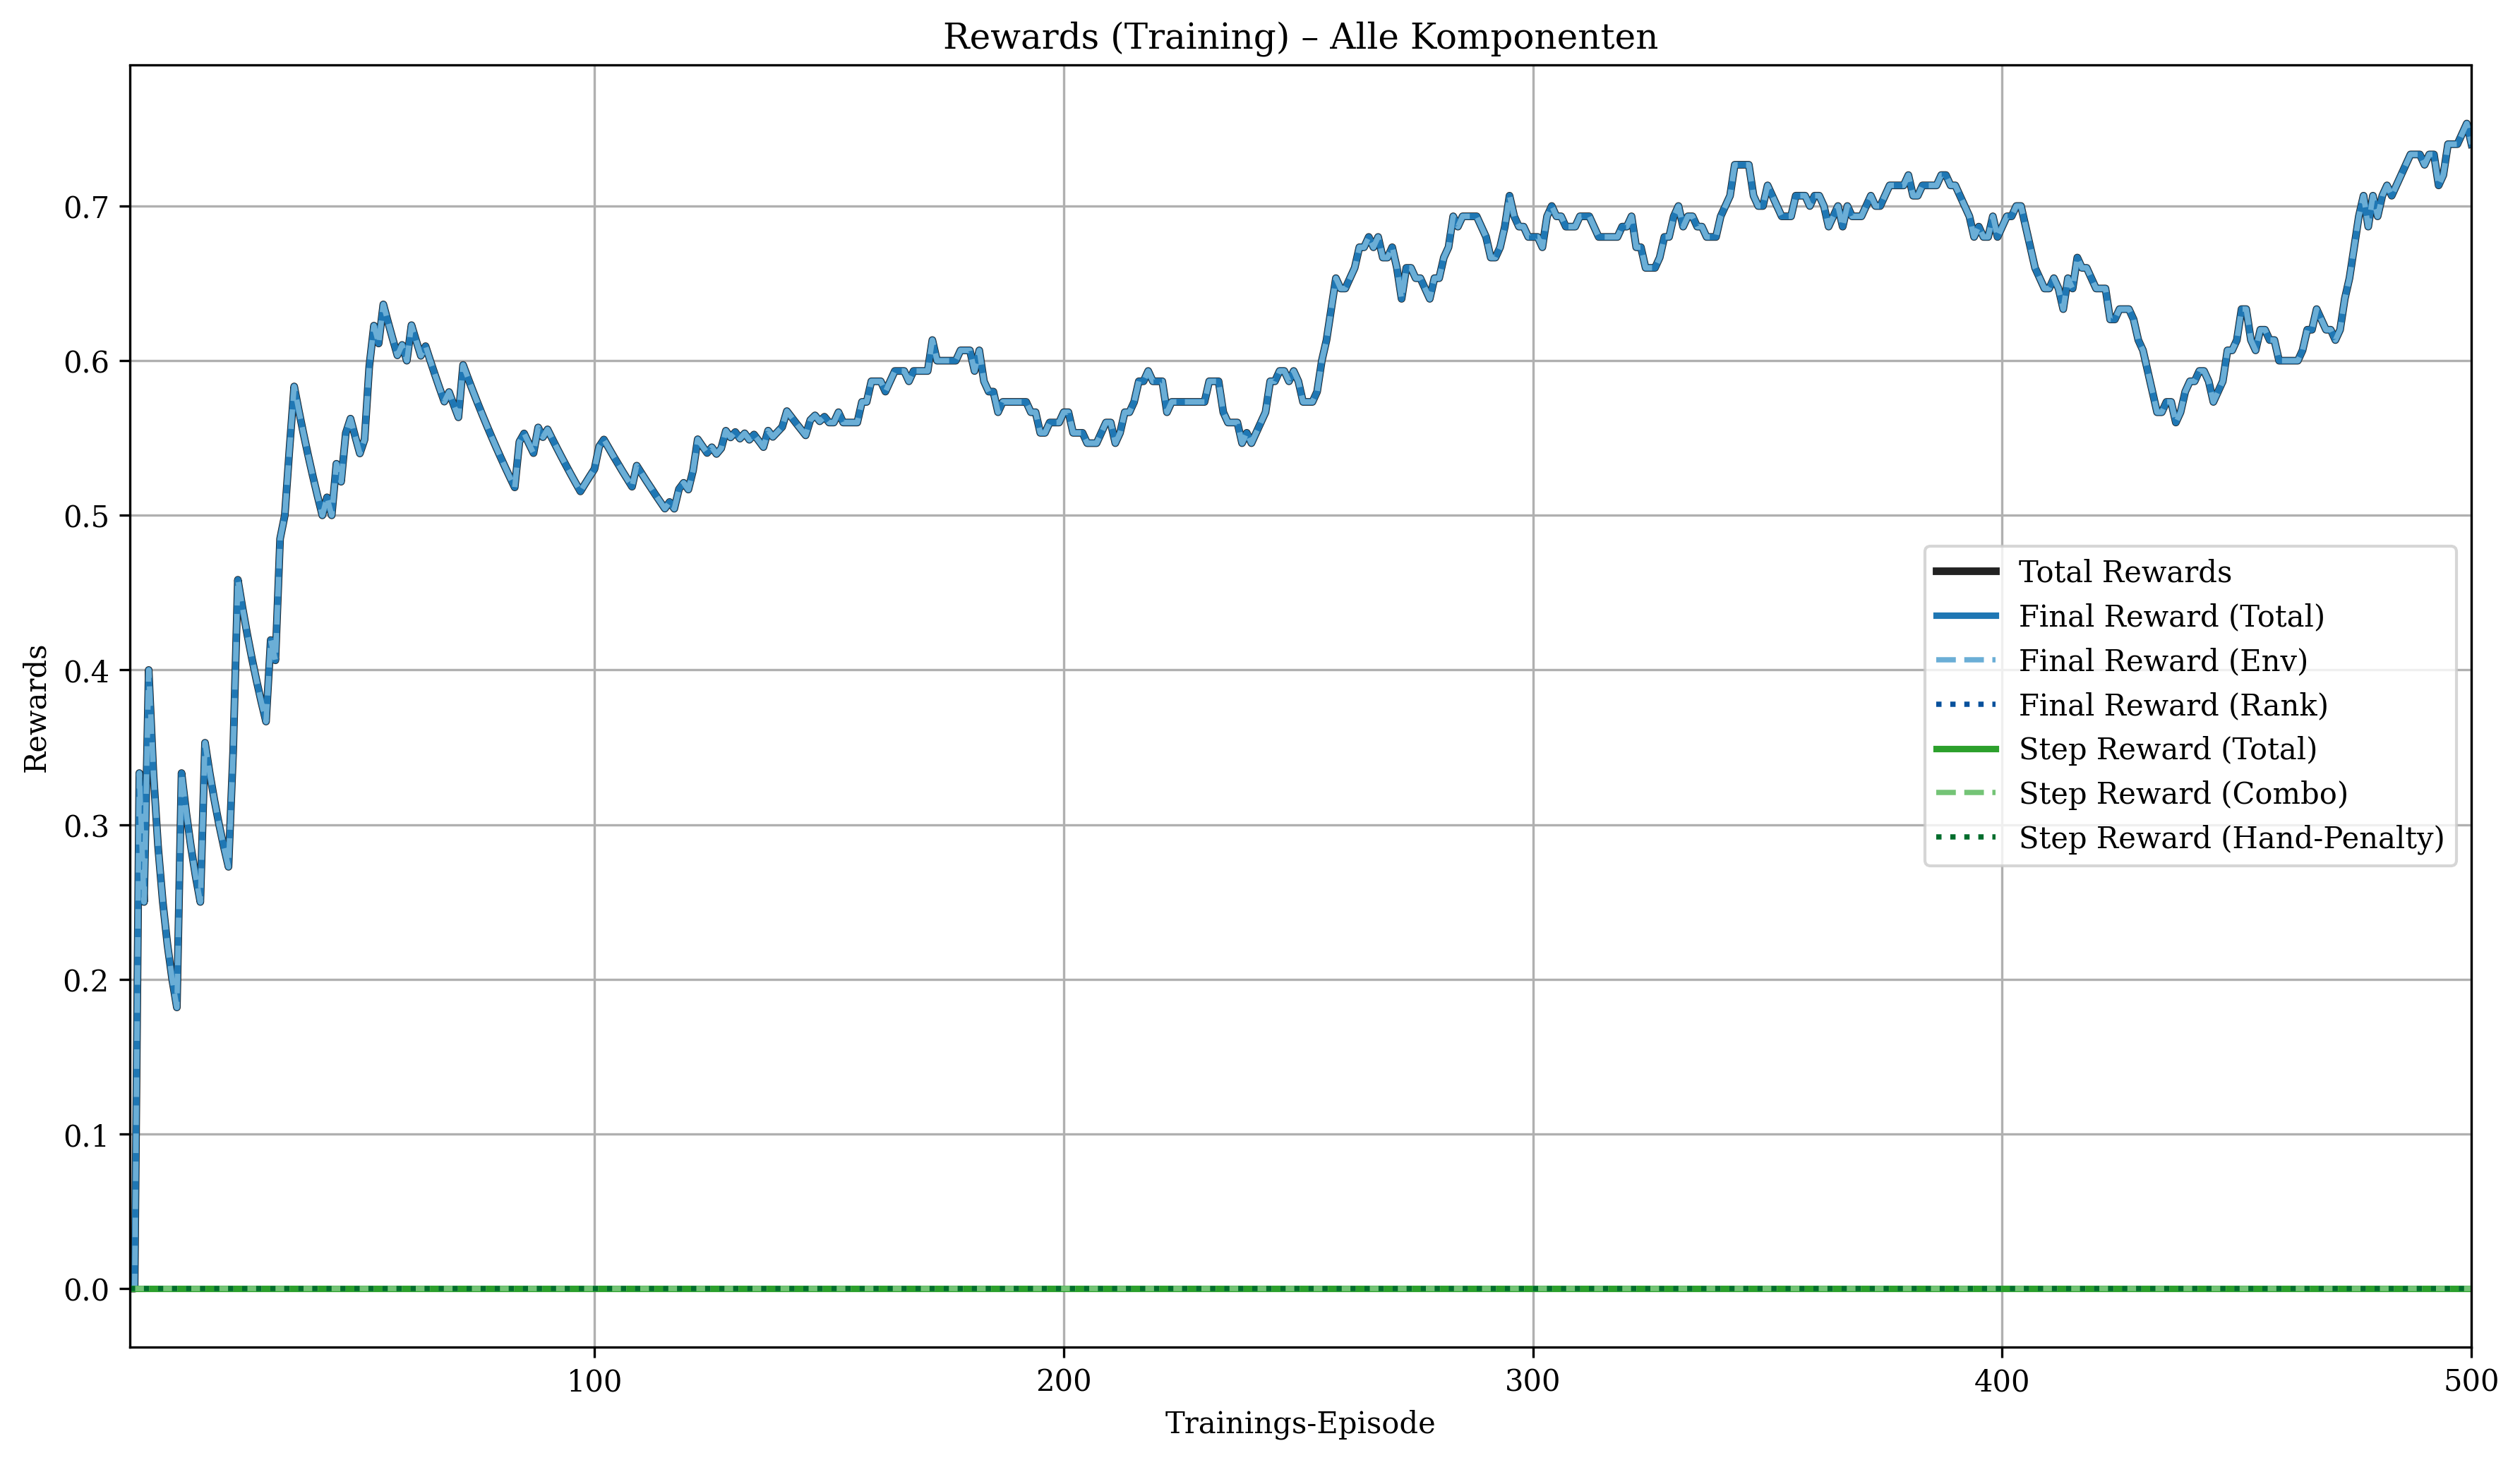 Rewards (Training) – Alle Komponenten
Rewards
0.7
0.6
0.5
0.4
0.3
0.2
0.1
0.0
Total Rewards
Final Reward (Total)
Final Reward (Env)
Final Reward (Rank)
Step Reward (Total)
Step Reward (Combo)
Step Reward (Hand-Penalty)
100
200
300
400
500
Trainings-Episode